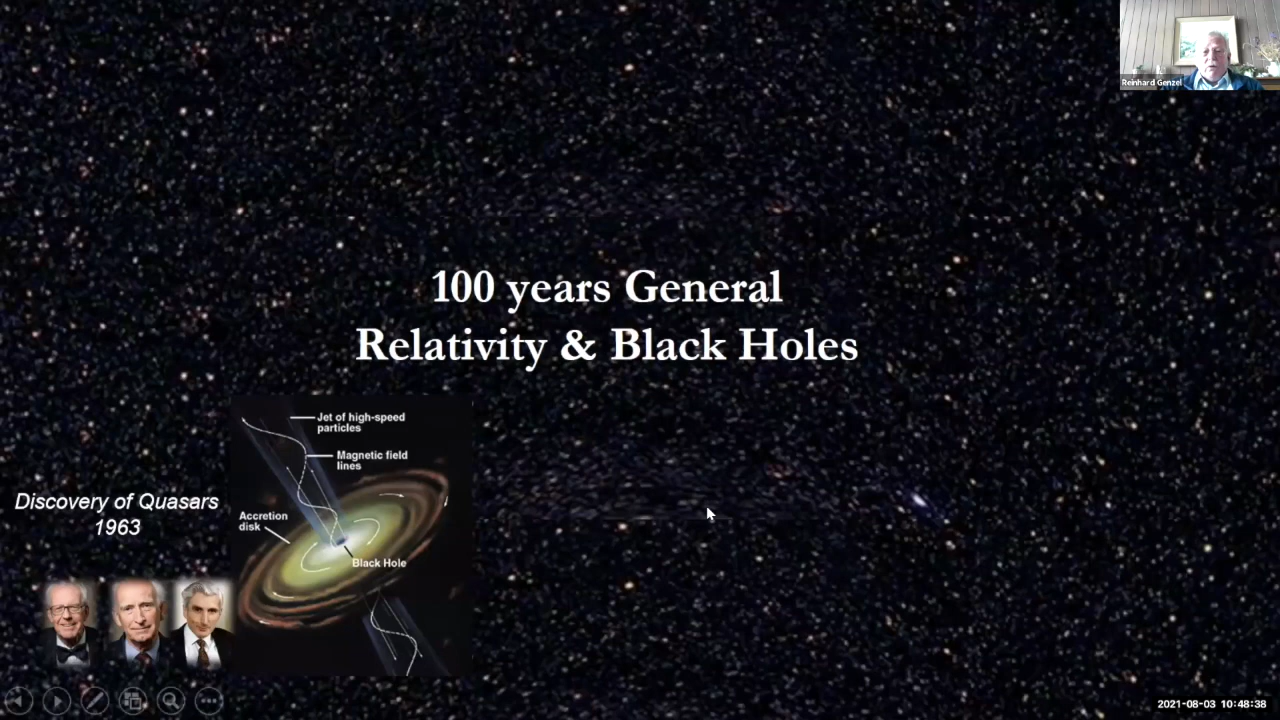 Reinhard Genzel
100 years General
Relativity & Black Holes
Jet of high-speed
particles
Magnetic field
lines
Discovery of Quasars
1963
Accretion
disk
Black Hole
2021-08-03 10:48:38